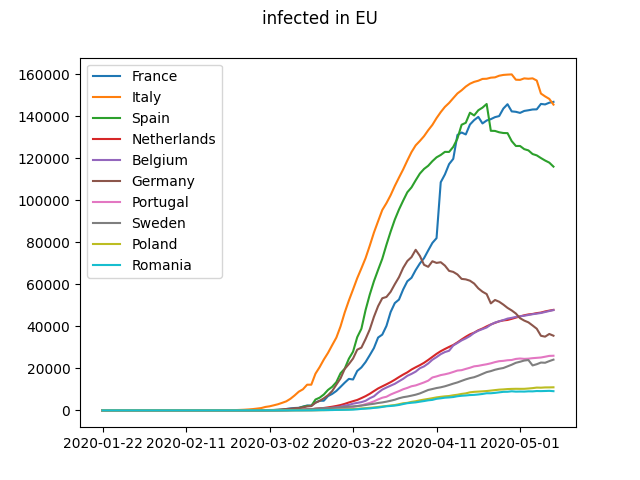 infected in EU
160000
140000
120000
100000
80000
60000
40000
20000
0
France
Italy
Spain
Netherlands
Belgium
Germany
Portugal
Sweden
Poland
Romania
2020-01-22 2020-02-11 2020-03-02 2020-03-22 2020-04-11 2020-05-01